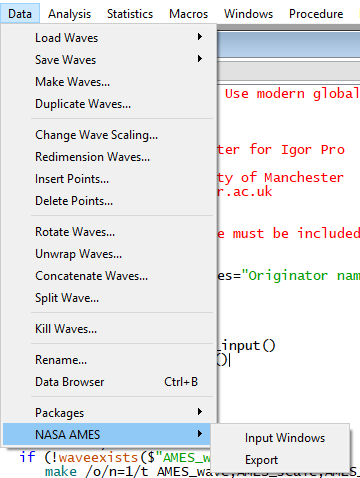 Data Analysis Statistics Macros Windows Procedure
Load Waves
Save Waves
Make Waves...
Duplicate Waves...
Change Wave Scaling...
Redimension Waves...
Insert Points...
Delete Points...
Rotate Waves...
Unwrap Waves...
Concatenate Waves...
Split Wave...
Kill Waves...
Rename...
Data Browser Ctrl+B
Packages
NASA AMES
Input Windows
Export
Use modern global
ter for Igor Pro
ty of Manchester
r.ac.uk
e must be included
es="Originator nam
input()
()
if (!waveexists($"AMES_w
make /o/n=1/t AMES_wave,AMES_scale,AMES_